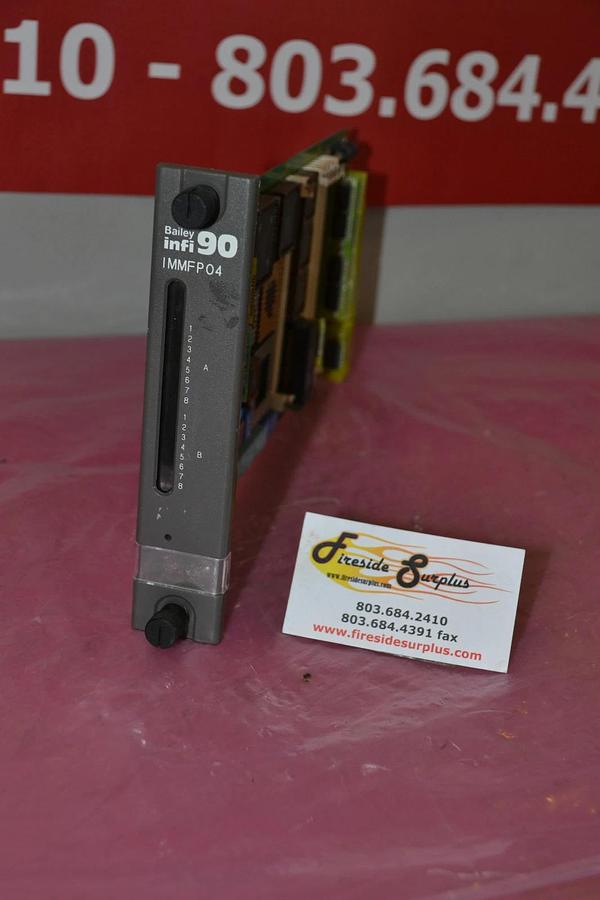 10 - 803.684.4
Bailey
infi 90
IMMFP04
1
2
3
4
5
6
7
8
A
1
2
3
4
5
6
7
8
B
Fireside Surplus
www.firesidesurplus.com
803.684.2410
803.684.4391 fax
www.firesidesurplus.com